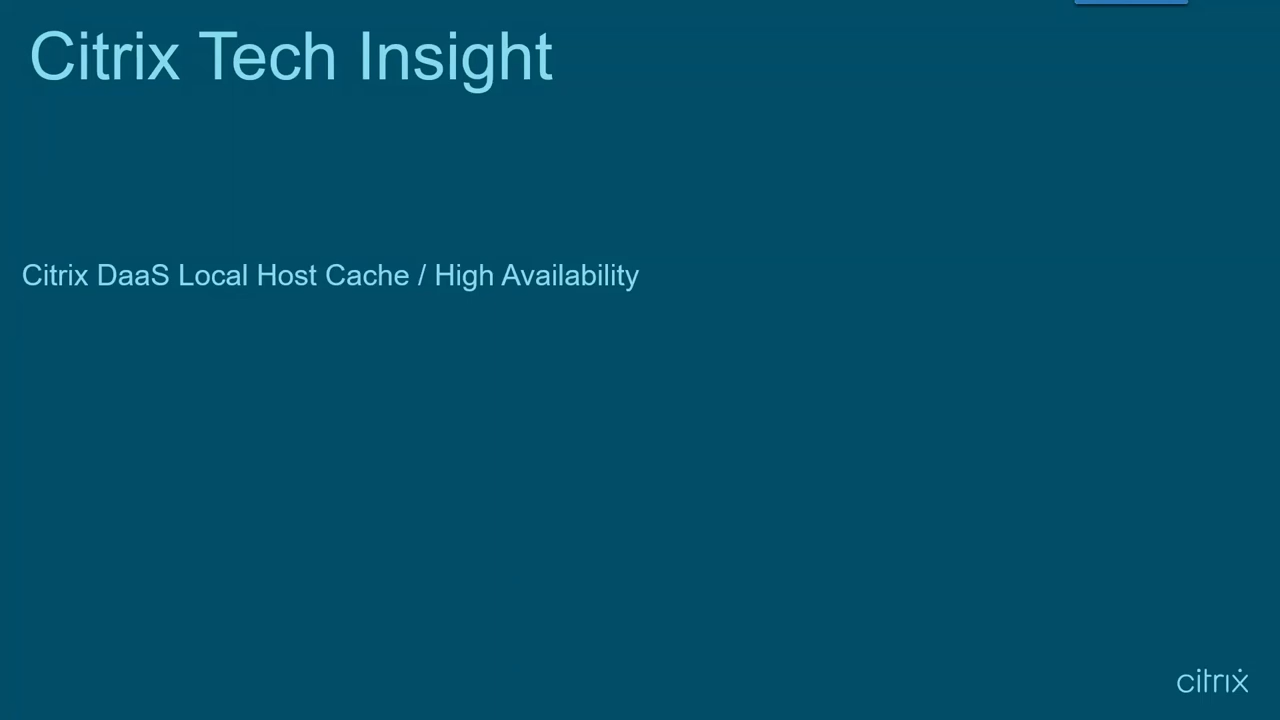 Citrix Tech Insight
Citrix DaaS Local Host Cache / High Availability
citrix